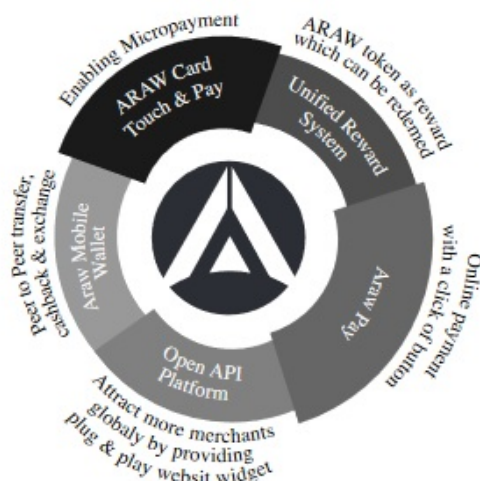 Enabling Micropayment
ARAW Card
Touch & Pay
ARAW token as reward
which can be redemed
Unified Reward
System
Online payment
with a click of button
Araw Pay
Open API
Platform
Attract more merchants
globaly by providing
plug & play websit widget
Peer to Peer transfer,
cashback & exchange
Araw Mobile
Wallet